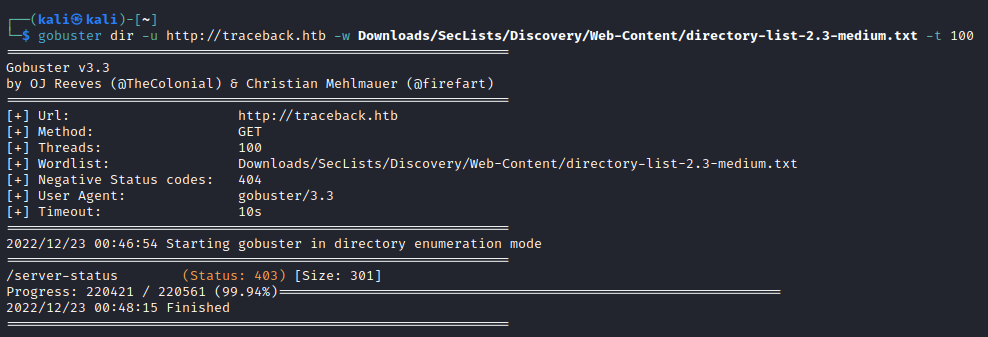 ┌──(kali㉿kali)-[~]
└─$ gobuster dir -u http://traceback.htb -w Downloads/SecLists/Discovery/Web-Content/directory-list-2.3-medium.txt -t 100
===============================================================
Gobuster v3.3
by OJ Reeves (@TheColonial) & Christian Mehlmauer (@firefart)
===============================================================
[+] Url:                     http://traceback.htb
[+] Method:                  GET
[+] Threads:                 100
[+] Wordlist:                Downloads/SecLists/Discovery/Web-Content/directory-list-2.3-medium.txt
[+] Negative Status codes:   404
[+] User Agent:              gobuster/3.3
[+] Timeout:                 10s
===============================================================
2022/12/23 00:46:54 Starting gobuster in directory enumeration mode
===============================================================
/server-status        (Status: 403) [Size: 301]
Progress: 220421 / 220561 (99.94%)===============================================================
2022/12/23 00:48:15 Finished
===============================================================